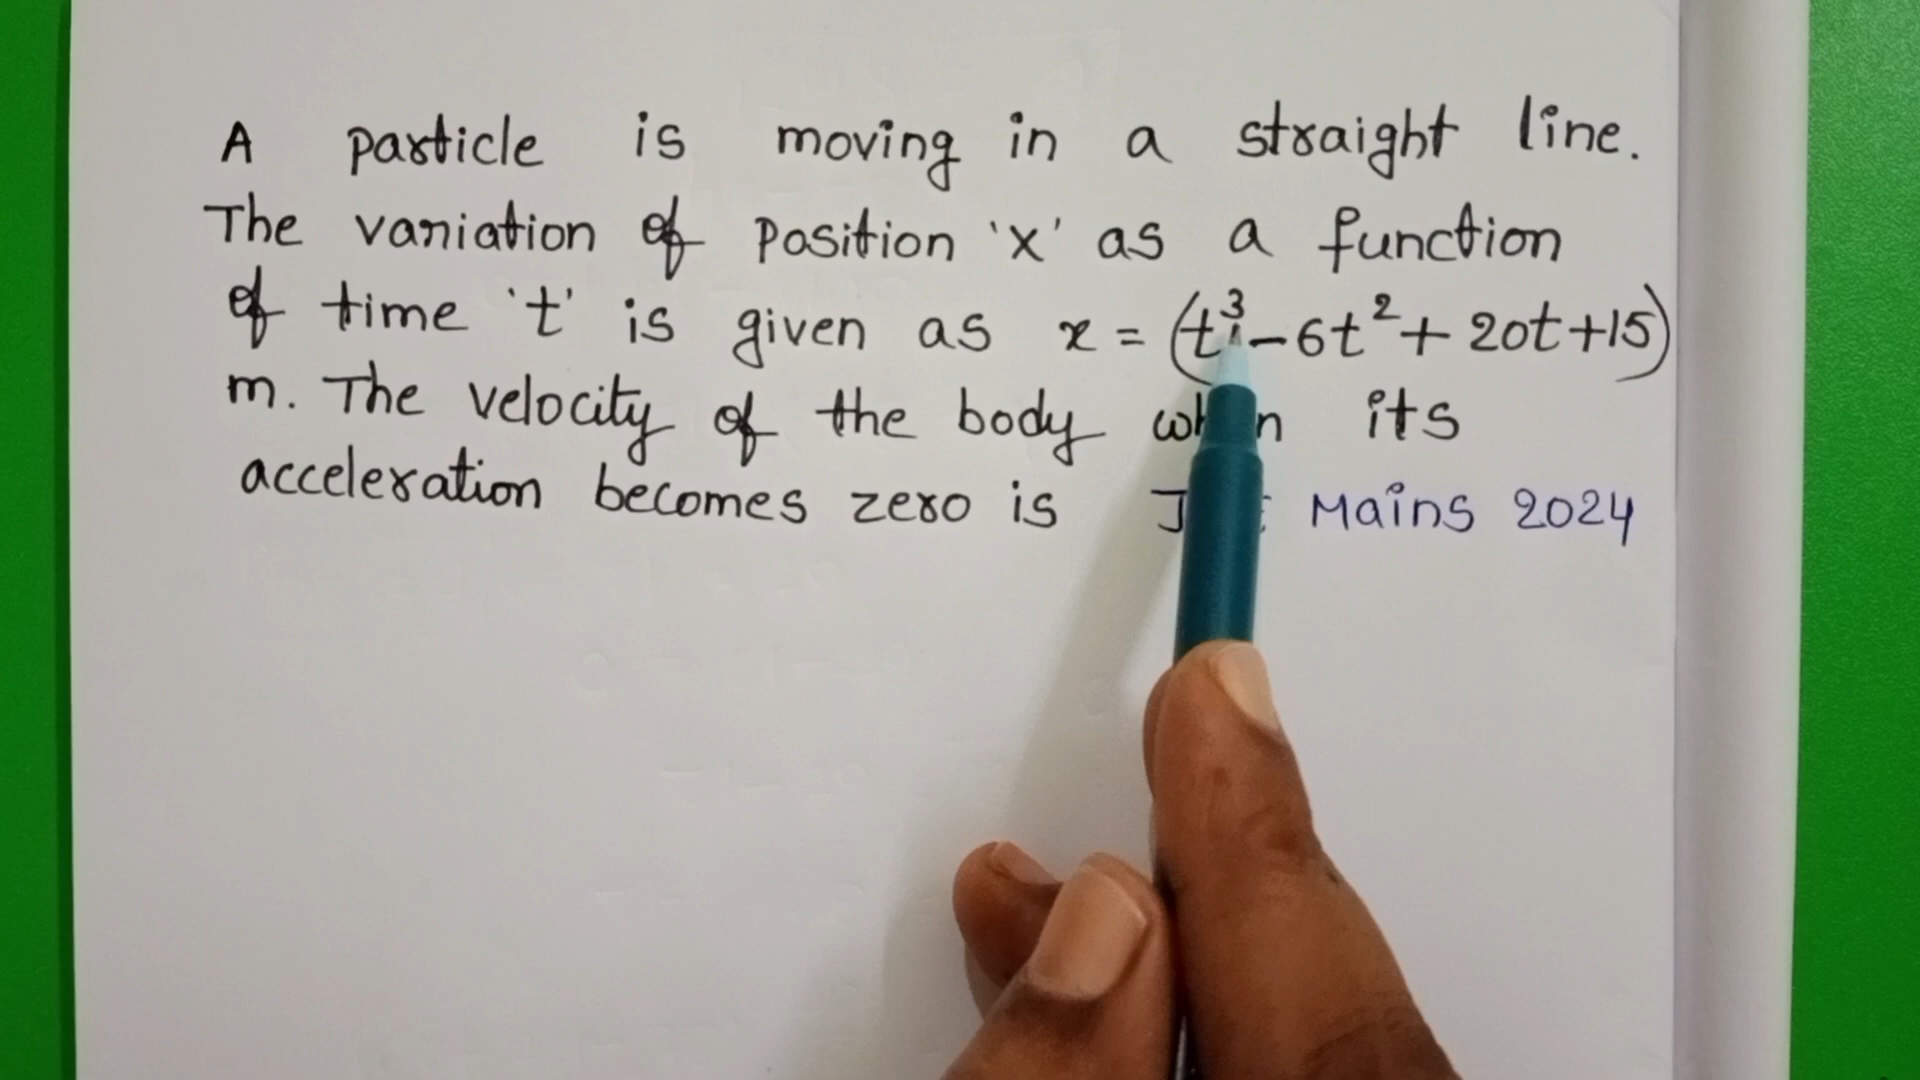 A particle is moving in a straight line.
The variation of position 'x' as a function
of time 't' is given as x = (t³ - 6t² + 20t + 15)
m. The velocity of the body when its
acceleration becomes zero is Mains 2024